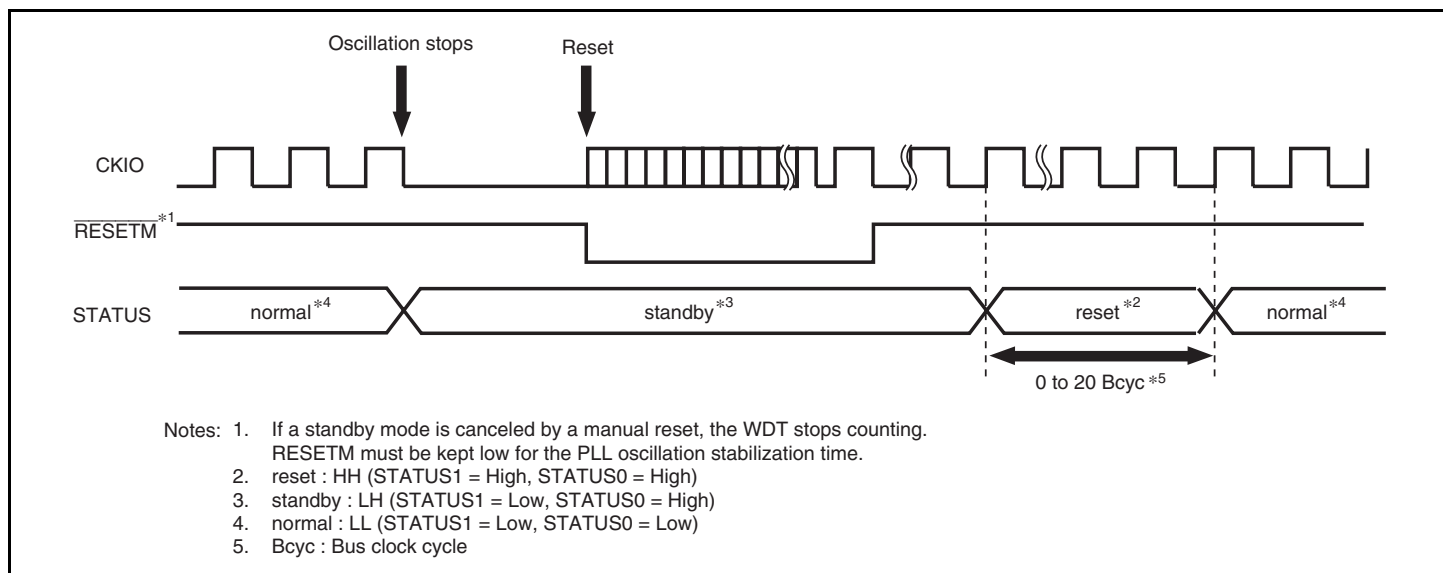 Oscillation stops
Reset
CKIO
RESETM*1
STATUS
normal*4
standby*3
reset*2
normal*4
0 to 20 Bcyc*5
Notes: 1. If a standby mode is canceled by a manual reset, the WDT stops counting.
RESETM must be kept low for the PLL oscillation stabilization time.
2. reset : HH (STATUS1 = High, STATUS0 = High)
3. standby : LH (STATUS1 = Low, STATUS0 = High)
4. normal : LL (STATUS1 = Low, STATUS0 = Low)
5. Bcyc : Bus clock cycle